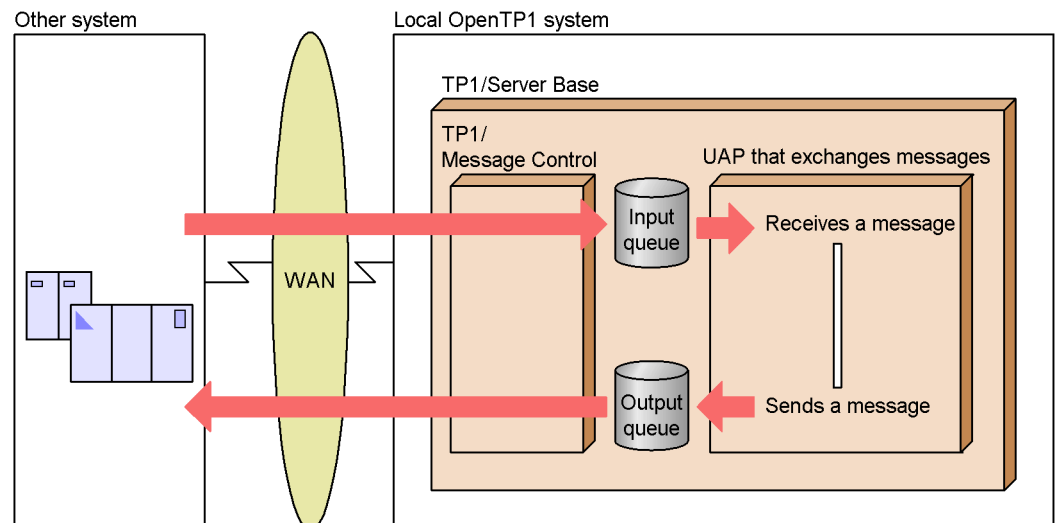 Other system
Local OpenTP1 system
TP1/Server Base
TP1/
Message Control
UAP that exchanges messages
Input
queue
Receives a message
WAN
Output
queue
Sends a message